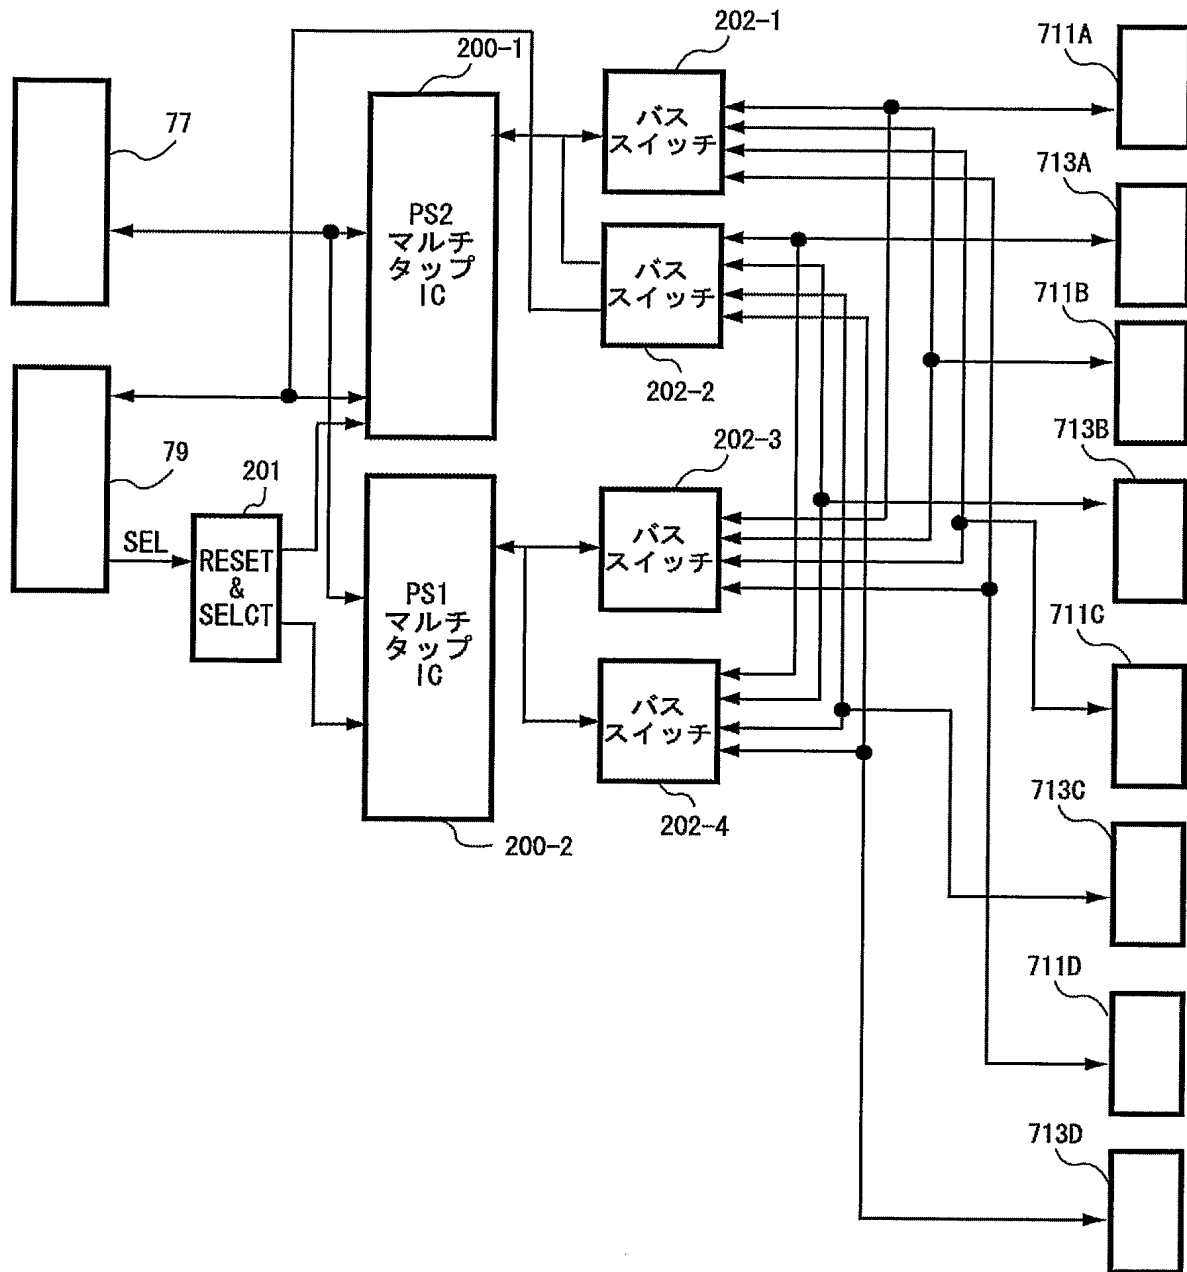 202-1
711A
200-1
77
バス
スイッチ
713A
PS2
マルチ
タップ
IC
バス
スイッチ
711B
202-2
79
201
202-3
713B
SEL
RESET
&
SELCT
バス
スイッチ
PS1
マルチ
タップ
IC
711C
バス
スイッチ
713C
202-4
200-2
711D
713D